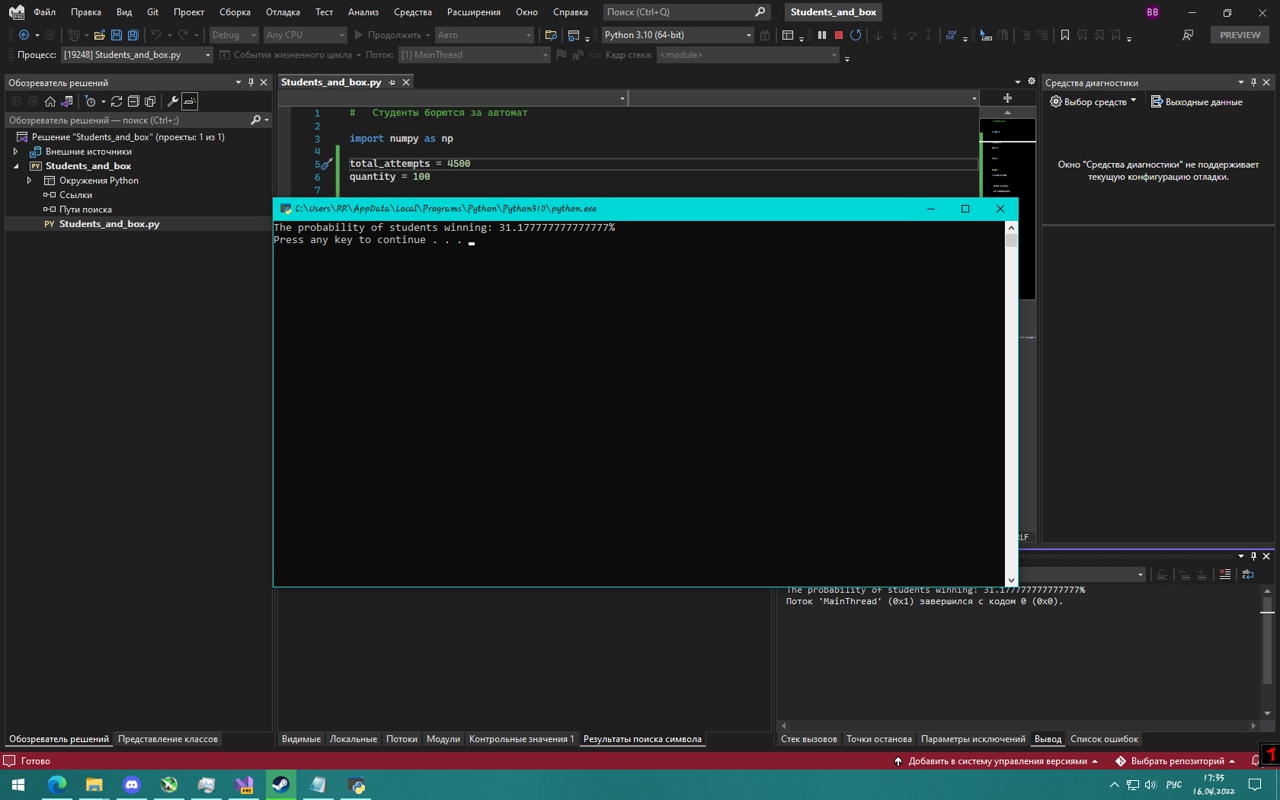 Файл Правка Вид Git Проект Сборка Отладка Тест Анализ Средства Расширения Окно Справка Поиск (Ctrl+Q) Students_and_box BB
Debug Any CPU Продолжить Авто Python 3.10 (64-bit) PREVIEW
Процесс: [19248] Students_and_box.py События жизненного цикла Поток: [1] MainThread Кадр стека: <module>
Обозреватель решений
Обозреватель решений — поиск (Ctrl+;)
Решение "Students_and_box" (проекты: 1 из 1)
Внешние источники
PY Students_and_box
Окружения Python
Ссылки
Пути поиска
PY Students_and_box.py
Students_and_box.py
1 # Студенты борются за автомат
2
3 import numpy as np
4
5 total_attempts = 4500
6 quantity = 100
7
C:\Users\RR\AppData\Local\Programs\Python\Python310\python.exe
The probability of students winning: 31.177777777777777%
Press any key to continue . . .
Средства диагностики
Выбор средств Выходные данные
Окно "Средства диагностики" не поддерживает
текущую конфигурацию отладки.
RLF
The probability of students winning: 31.177777777777777%
Поток 'MainThread' (0x1) завершился с кодом 0 (0x0).
Обозреватель решений Представление классов
Видимые Локальные Потоки Модули Контрольные значения 1 Результаты поиска символа
Стек вызовов Точки останова Параметры исключений Вывод Список ошибок
Готово Добавить в систему управления версиями Выбрать репозиторий
РУС 17:35
16.04.2022